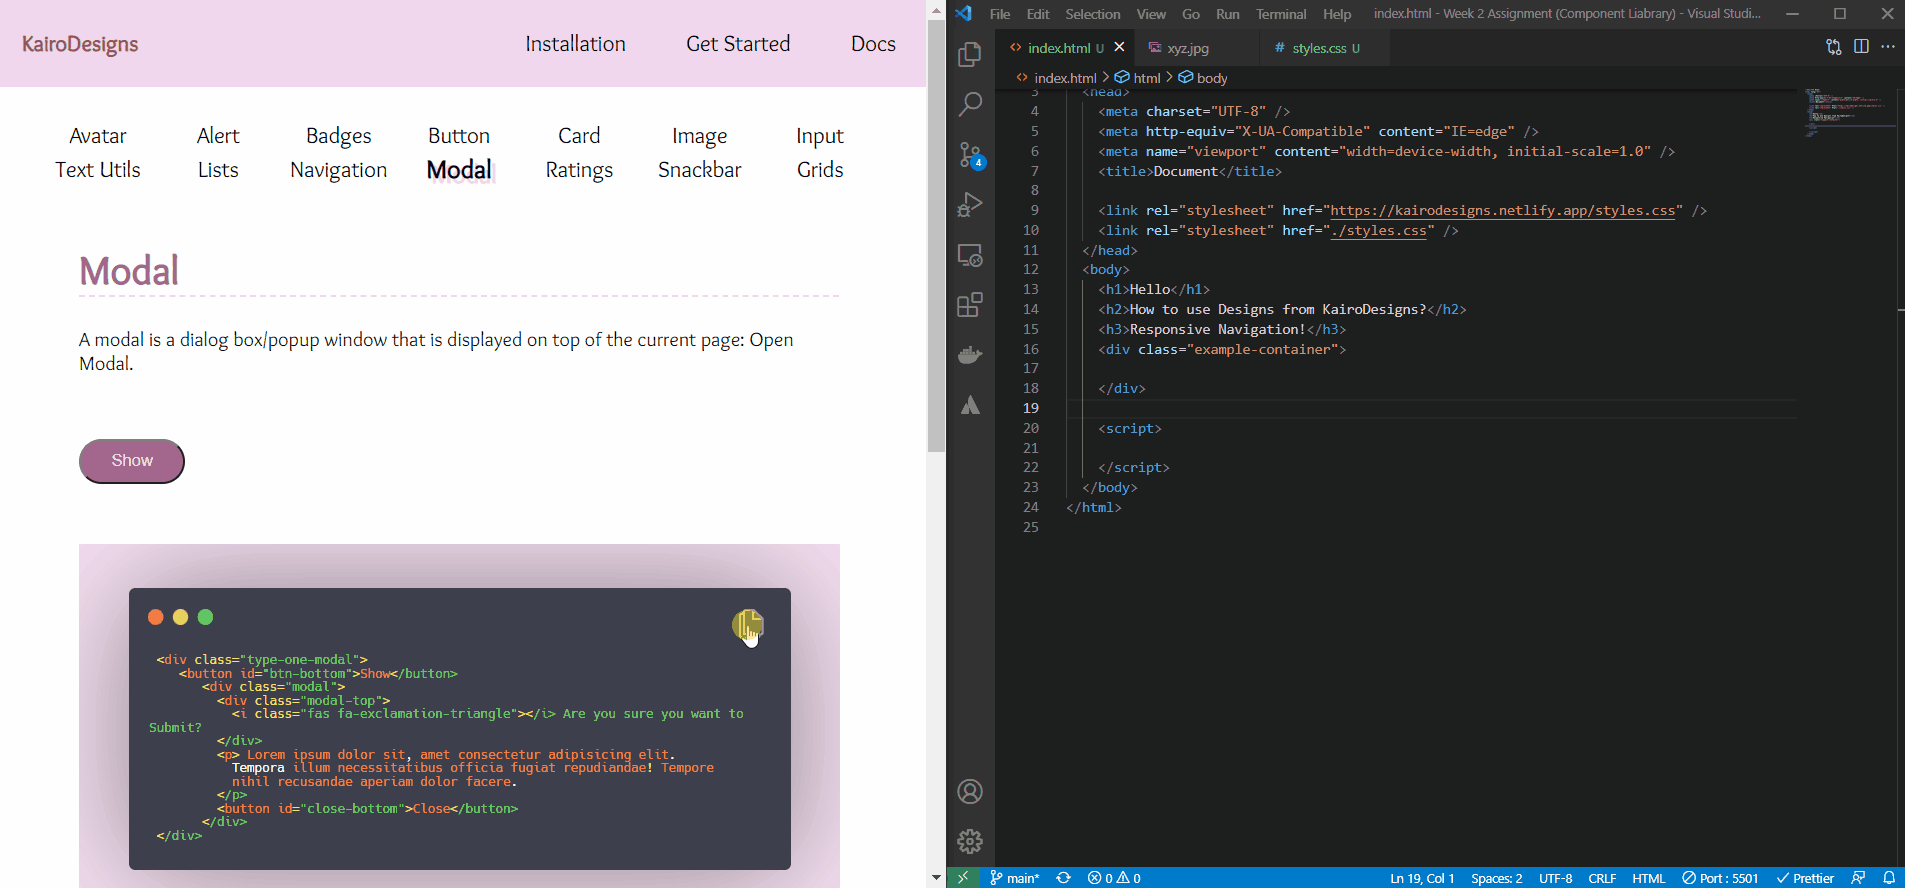 KairoDesigns
Installation
Get Started
Docs
Avatar
Alert
Badges
Button
Card
Image
Input
Text Utils
Lists
Navigation
Modal
Ratings
Snackbar
Grids
Modal
A modal is a dialog box/popup window that is displayed on top of the current page: Open
Modal.
Show
<div class="type-one-modal">
<button id="btn-bottom">Show</button>
<div class="modal">
<div class="modal-top">
<i class="fas fa-exclamation-triangle"></i> Are you sure you want to
Submit?
</div>
<p> Lorem ipsum dolor sit, amet consectetur adipisicing elit.
Tempora illum necessitatibus officia fugiat repudiandae! Tempore
nihil recusandae aperiam dolor facere.
</p>
<button id="close-bottom">Close</button>
</div>
</div>
File Edit Selection View Go Run Terminal Help index.html - Week 2 Assignment (Component Liabrary) - Visual Studi...
index.html U
xyz.jpg
# styles.css U
index.html > html > body
4
3 <head>
4 <meta charset="UTF-8" />
5 <meta http-equiv="X-UA-Compatible" content="IE=edge" />
6 <meta name="viewport" content="width=device-width, initial-scale=1.0" />
7 <title>Document</title>
8
9 <link rel="stylesheet" href="https://kairodesigns.netlify.app/styles.css" />
10 <link rel="stylesheet" href="./styles.css" />
11 </head>
12 <body>
13 <h1>Hello</h1>
14 <h2>How to use Designs from KairoDesigns?</h2>
15 <h3>Responsive Navigation!</h3>
16 <div class="example-container">
17
18 </div>
19
20 <script>
21
22 </script>
23 </body>
24 </html>
25
main* 0 0 Ln 19, Col 1 Spaces: 2 UTF-8 CRLF HTML Port : 5501 Prettier